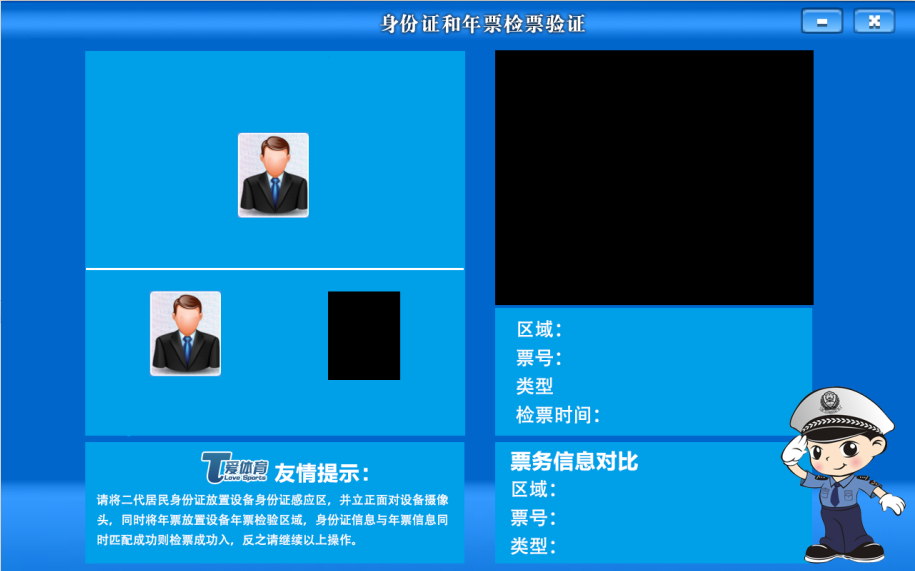 身份证和年票检票验证
区域：
票号：
类型
检票时间：
T爱体育
Love Sports
友情提示：
请将二代居民身份证放置设备身份证感应区，并立正面对设备摄像
头，同时将年票放置设备年票检验区域，身份证信息与年票信息同
时匹配成功则检票成功入，反之请继续以上操作。
票务信息对比
区域：
票号：
类型：